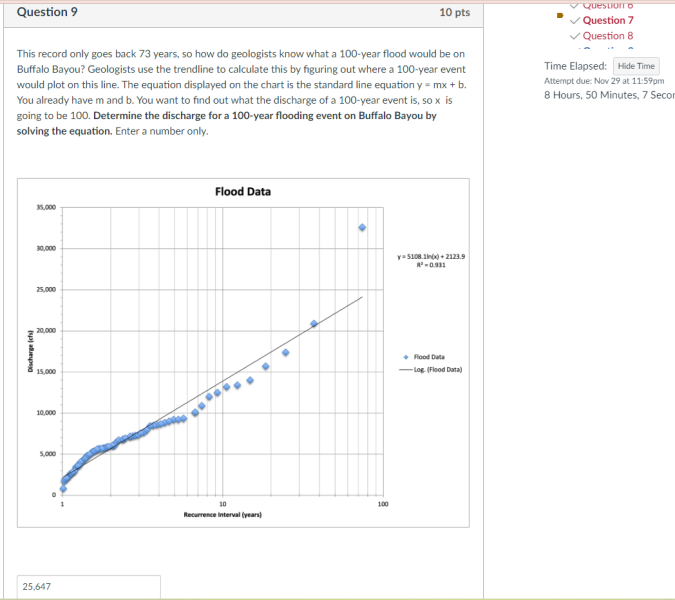 Question 9
10 pts
Question 6
Question 7
Question 8
Time Elapsed: Hide Time
Attempt due: Nov 29 at 11:59pm
8 Hours, 50 Minutes, 7 Secor
This record only goes back 73 years, so how do geologists know what a 100-year flood would be on
Buffalo Bayou? Geologists use the trendline to calculate this by figuring out where a 100-year event
would plot on this line. The equation displayed on the chart is the standard line equation y = mx + b.
You already have m and b. You want to find out what the discharge of a 100-year event is, so x is
going to be 100. Determine the discharge for a 100-year flooding event on Buffalo Bayou by
solving the equation. Enter a number only.
Flood Data
35,000
30,000
25,000
20,000
15,000
10,000
5,000
0
Discharge (cfs)
1
10
100
Recurrence Interval (years)
y = 5108.1ln(x) + 2123.9
R² = 0.931
Flood Data
Log. (Flood Data)
25,647